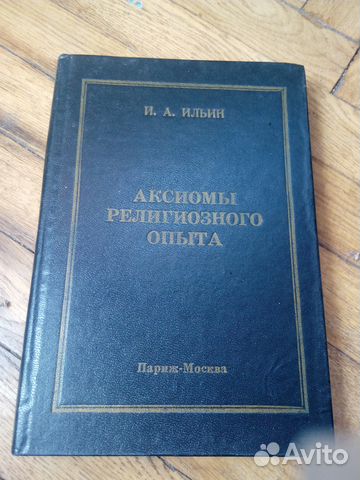 И. А. ИЛЬИН
АКСИОМЫ
РЕЛИГИОЗНОГО
ОПЫТА
Париж-Москва
Avito